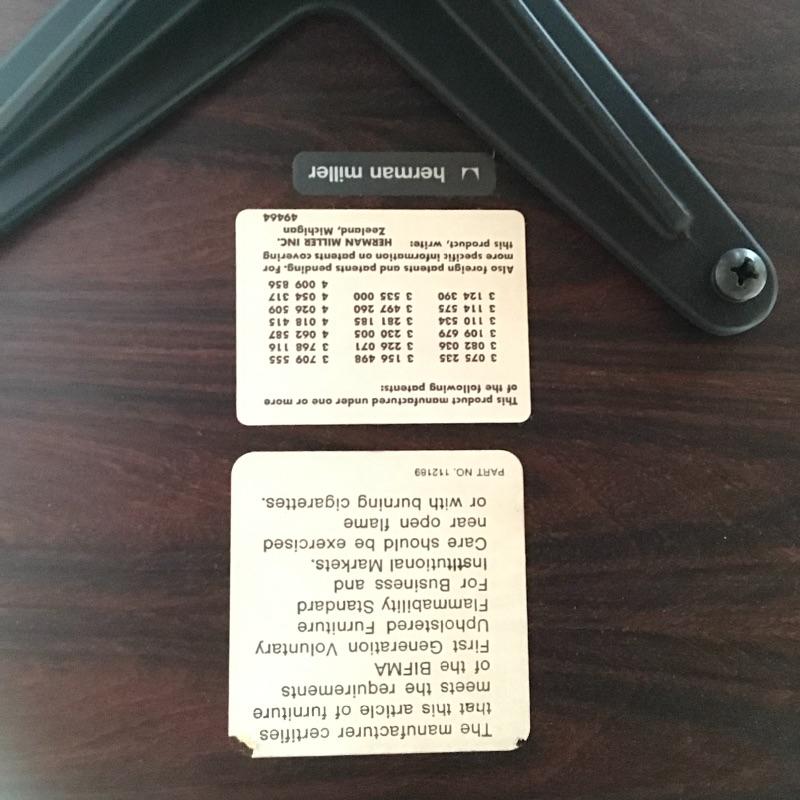 The manufacturer certifies
that this article of furniture
meets the requirements
of the BIFMA
First Generation Voluntary
Upholstered Furniture
Flammability Standard
For Business and
Institutional Markets.
Care should be exercised
near open flame
or with burning cigarettes.
PART NO. 112189
This product manufactured under one or more
of the following patents:
3 075 235 3 156 498 3 709 555
3 082 036 3 226 071 3 768 116
3 109 679 3 230 005 4 062 587
3 110 534 3 281 185 4 018 415
3 114 575 3 497 260 4 026 509
3 124 390 3 535 000 4 054 317
4 009 856
Also foreign patents and patents pending. For
more specific information on patents covering
this product, write: HERMAN MILLER INC.
Zeeland, Michigan
49464
herman miller